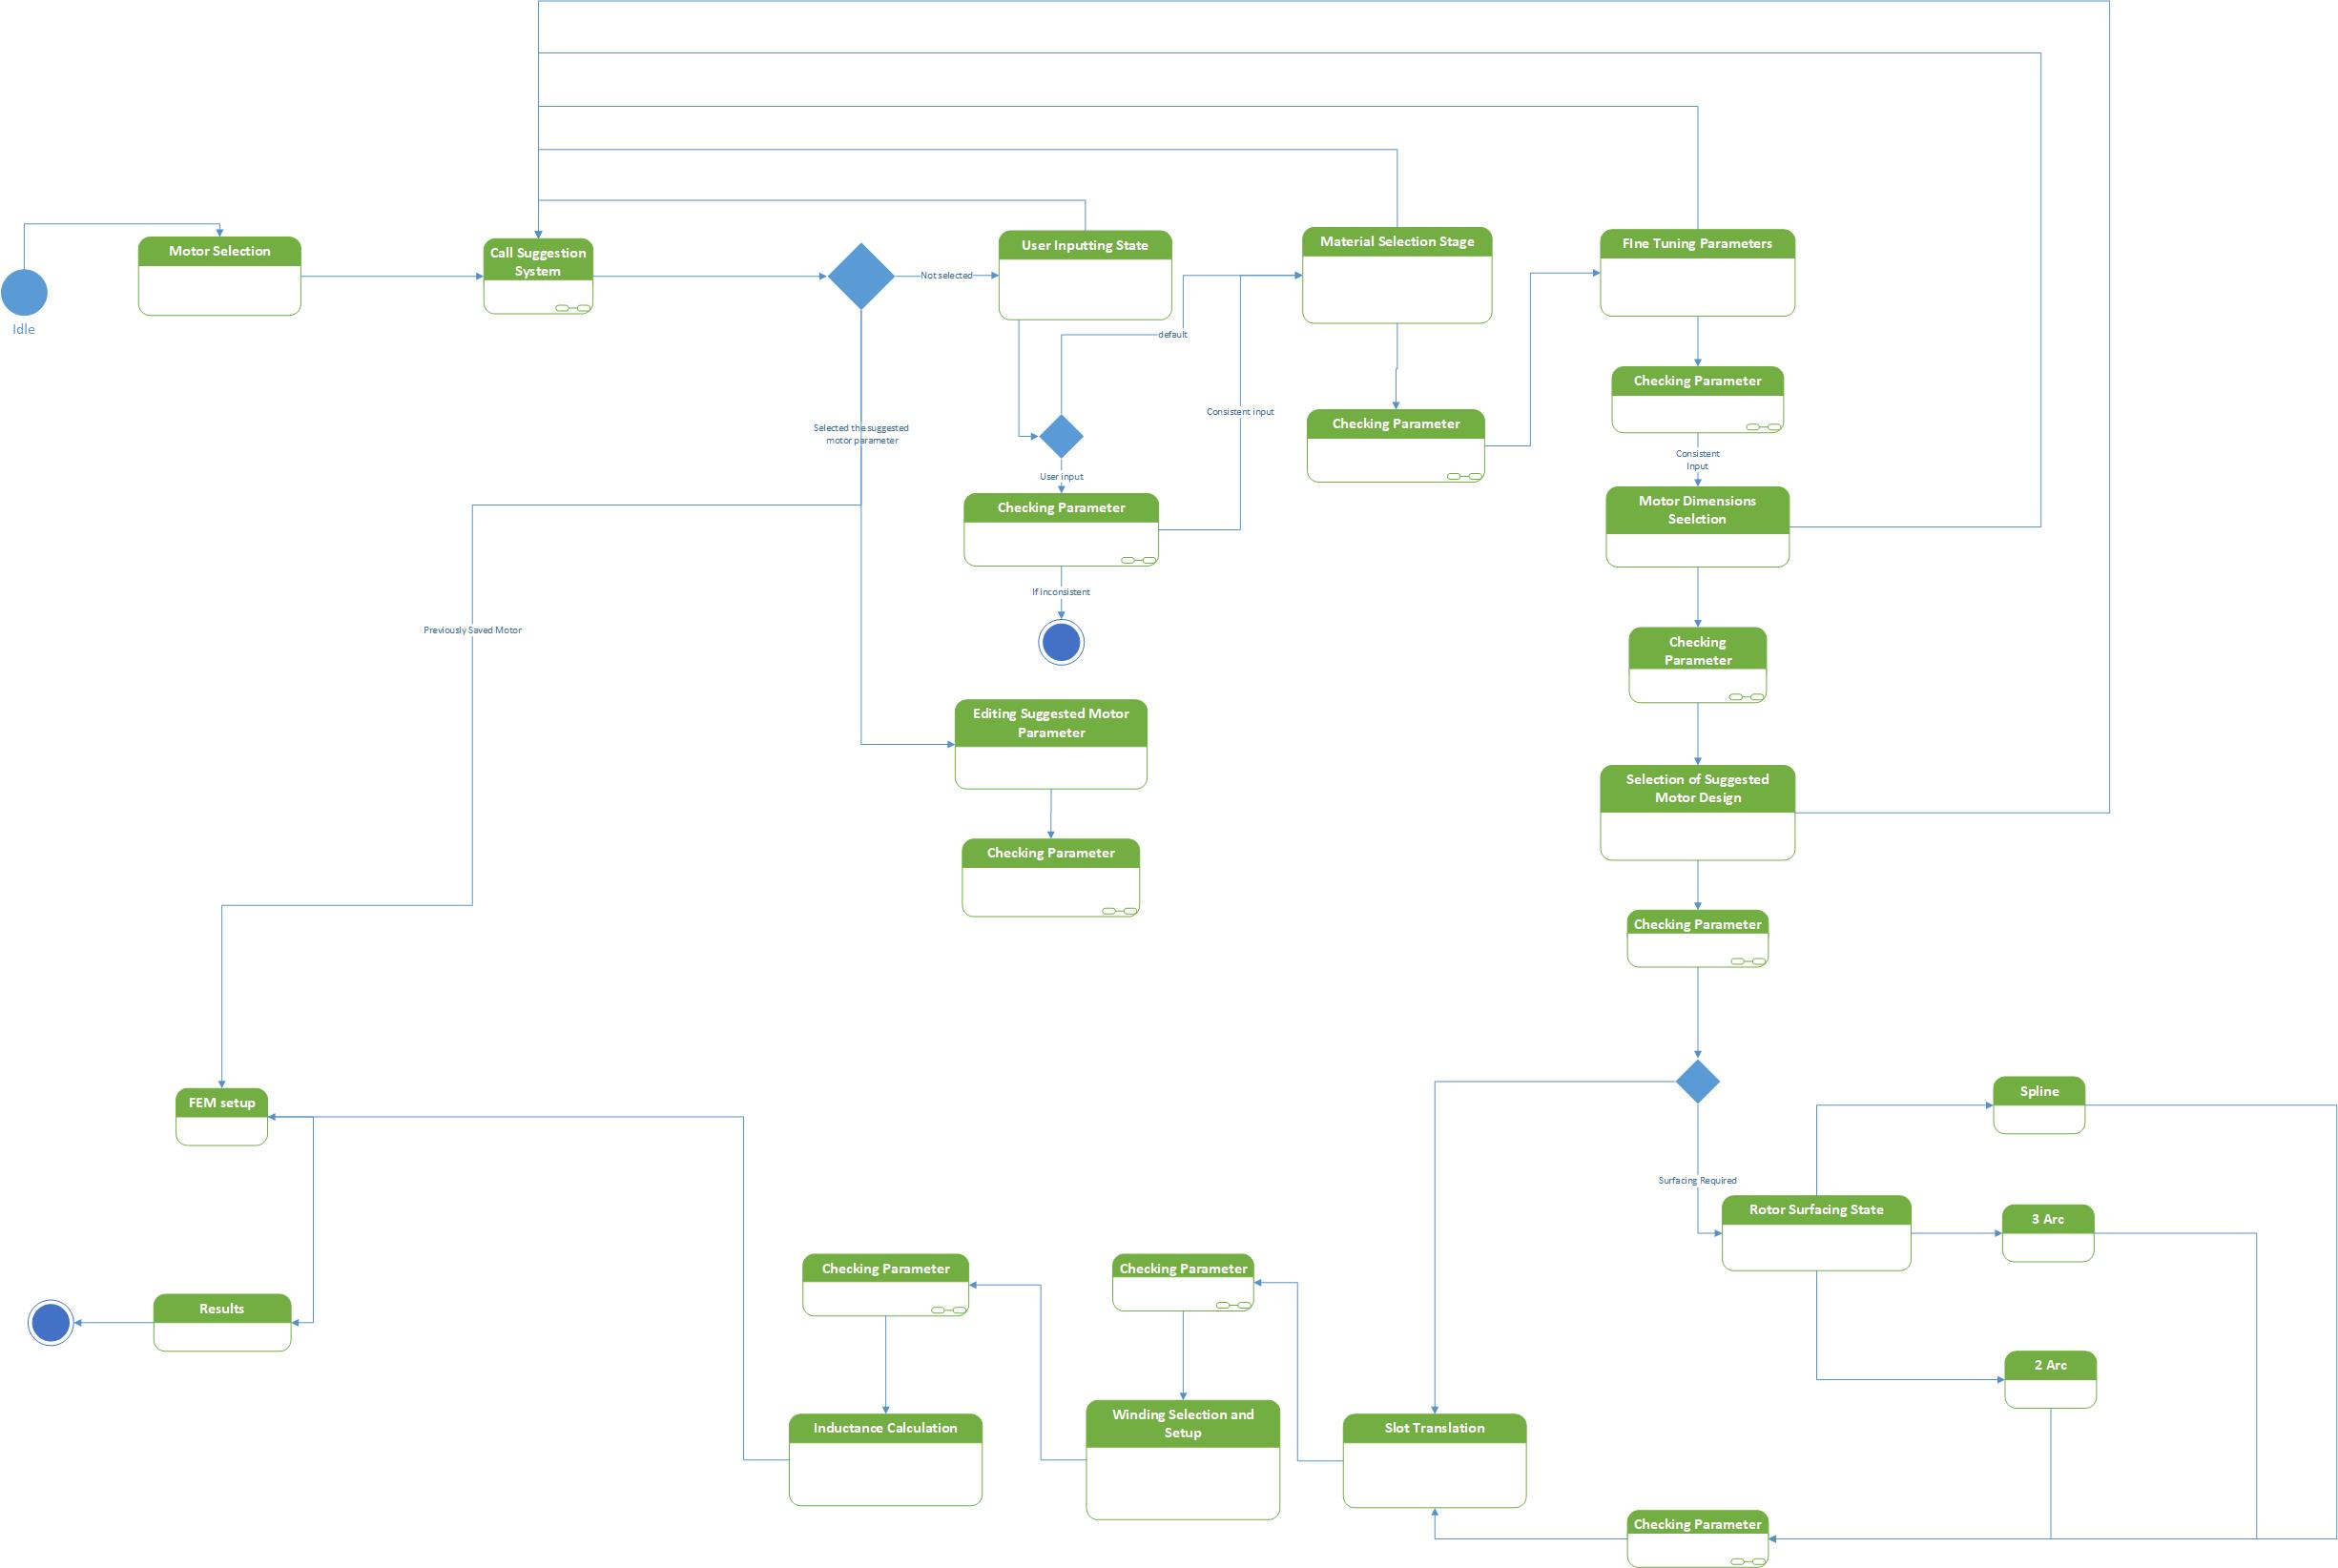 Idle
Motor Selection
Call Suggestion
System
Not selected
User Inputting State
Material Selection Stage
FIne Tuning Parameters
default
Selected the suggested
motor parameter
Consistent input
User input
Checking Parameter
If inconsistent
Checking Parameter
Checking Parameter
Consistent
Input
Motor Dimensions
Seelction
Previously Saved Motor
Checking
Parameter
Editing Suggested Motor
Parameter
Checking Parameter
Selection of Suggested
Motor Design
Checking Parameter
FEM setup
Results
Surfacing Required
Rotor Surfacing State
Spline
3 Arc
2 Arc
Checking Parameter
Checking Parameter
Inductance Calculation
Winding Selection and
Setup
Slot Translation
Checking Parameter